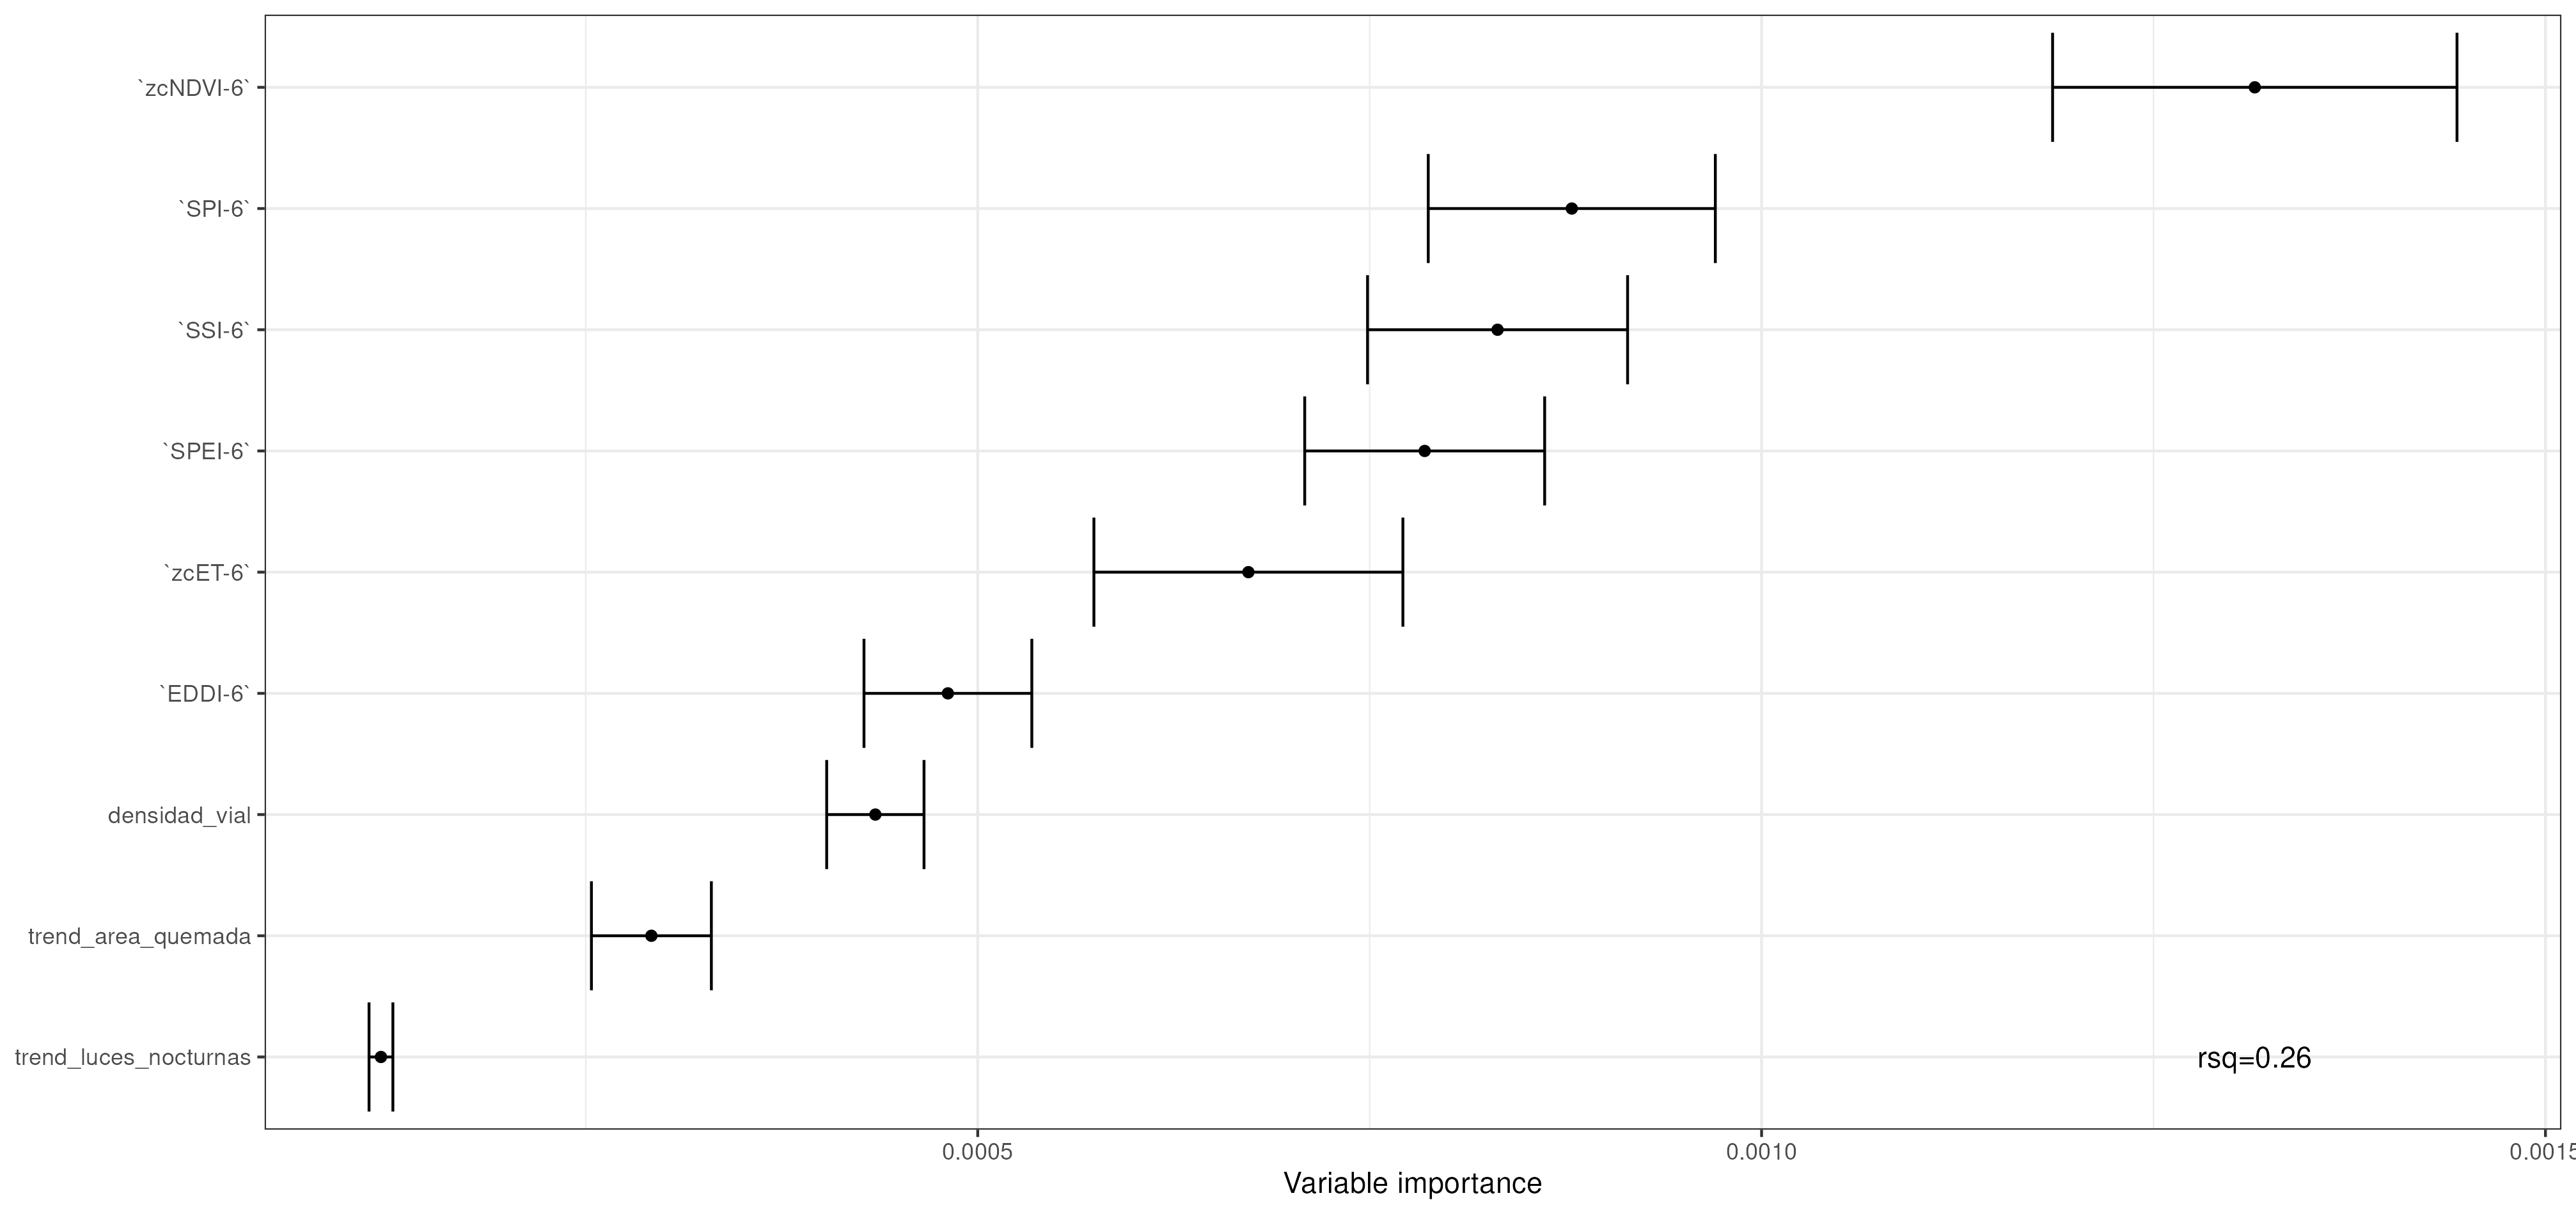 `zcNDVI-6`
`SPI-6`
`SSI-6`
`SPEI-6`
`zcET-6`
`EDDI-6`
densidad_vial
trend_area_quemada
trend_luces_nocturnas
rsq=0.26
0.0005
0.0010
0.0015
Variable importance